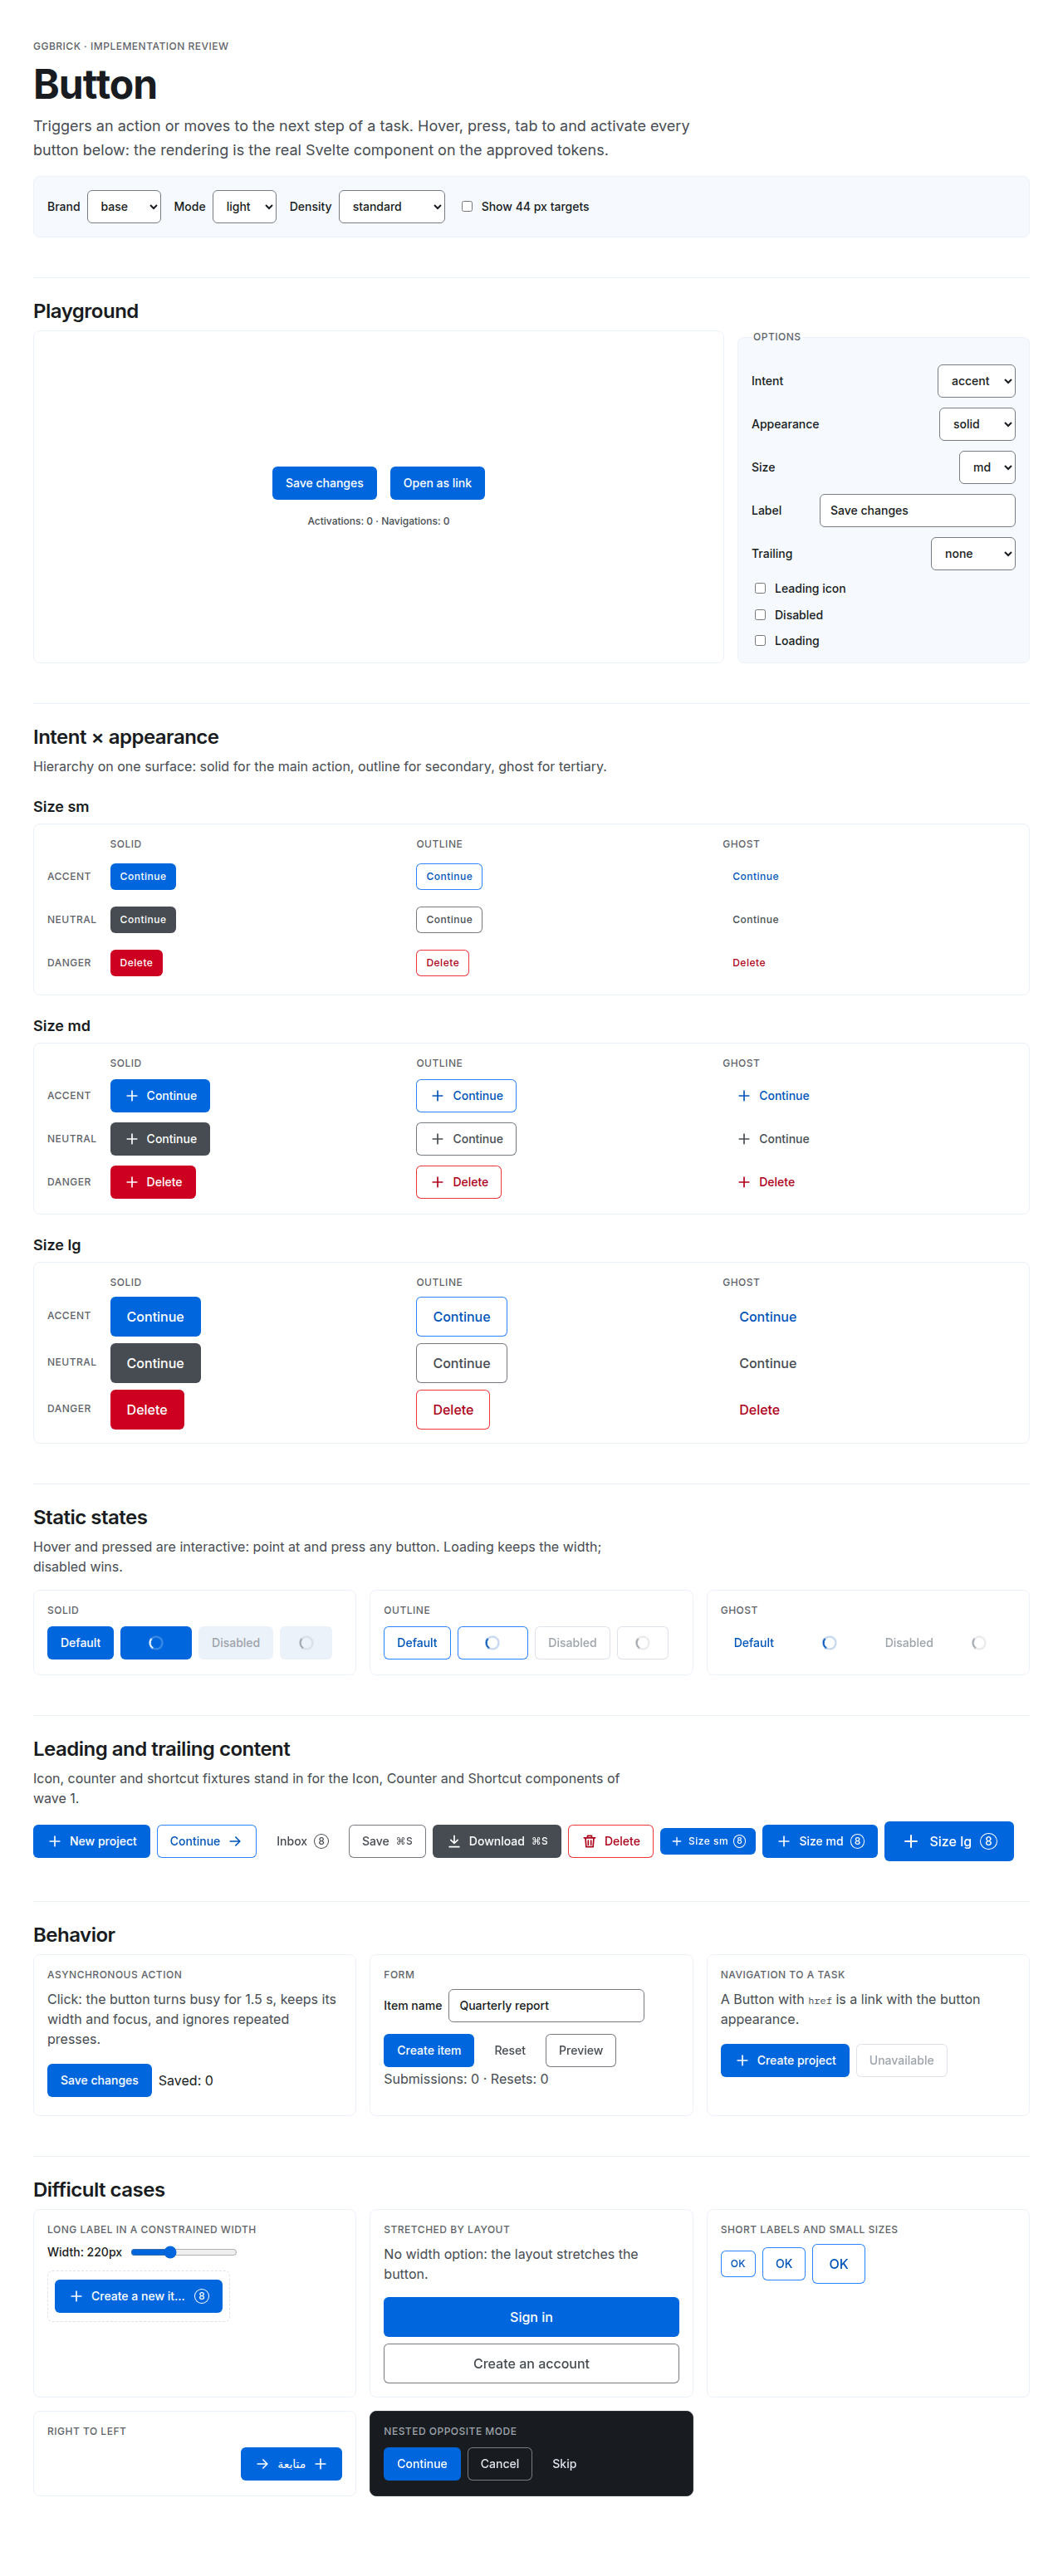 GGBRICK · IMPLEMENTATION REVIEW
Button
Triggers an action or moves to the next step of a task. Hover, press, tab to and activate every
button below: the rendering is the real Svelte component on the approved tokens.
Brand base Mode light Density standard Show 44 px targets
Playground
Save changes Open as link
Activations: 0 · Navigations: 0
OPTIONS
Intent accent
Appearance solid
Size md
Label Save changes
Trailing none
Leading icon
Disabled
Loading
Intent × appearance
Hierarchy on one surface: solid for the main action, outline for secondary, ghost for tertiary.
Size sm
SOLID OUTLINE GHOST
ACCENT Continue Continue Continue
NEUTRAL Continue Continue Continue
DANGER Delete Delete Delete
Size md
SOLID OUTLINE GHOST
ACCENT Continue Continue Continue
NEUTRAL Continue Continue Continue
DANGER Delete Delete Delete
Size lg
SOLID OUTLINE GHOST
ACCENT Continue Continue Continue
NEUTRAL Continue Continue Continue
DANGER Delete Delete Delete
Static states
Hover and pressed are interactive: point at and press any button. Loading keeps the width;
disabled wins.
SOLID
Default Disabled
OUTLINE
Default Disabled
GHOST
Default Disabled
Leading and trailing content
Icon, counter and shortcut fixtures stand in for the Icon, Counter and Shortcut components of
wave 1.
New project Continue Inbox 8 Save ⌘S Download ⌘S Delete Size sm 8 Size md 8 Size lg 8
Behavior
ASYNCHRONOUS ACTION
Click: the button turns busy for 1.5 s, keeps its
width and focus, and ignores repeated
presses.
Save changes Saved: 0
FORM
Item name Quarterly report
Create item Reset Preview
Submissions: 0 · Resets: 0
NAVIGATION TO A TASK
A Button with href is a link with the button
appearance.
Create project Unavailable
Difficult cases
LONG LABEL IN A CONSTRAINED WIDTH
Width: 220px
Create a new it... 8
STRETCHED BY LAYOUT
No width option: the layout stretches the
button.
Sign in
Create an account
SHORT LABELS AND SMALL SIZES
OK OK OK
RIGHT TO LEFT
متابعة
NESTED OPPOSITE MODE
Continue Cancel Skip